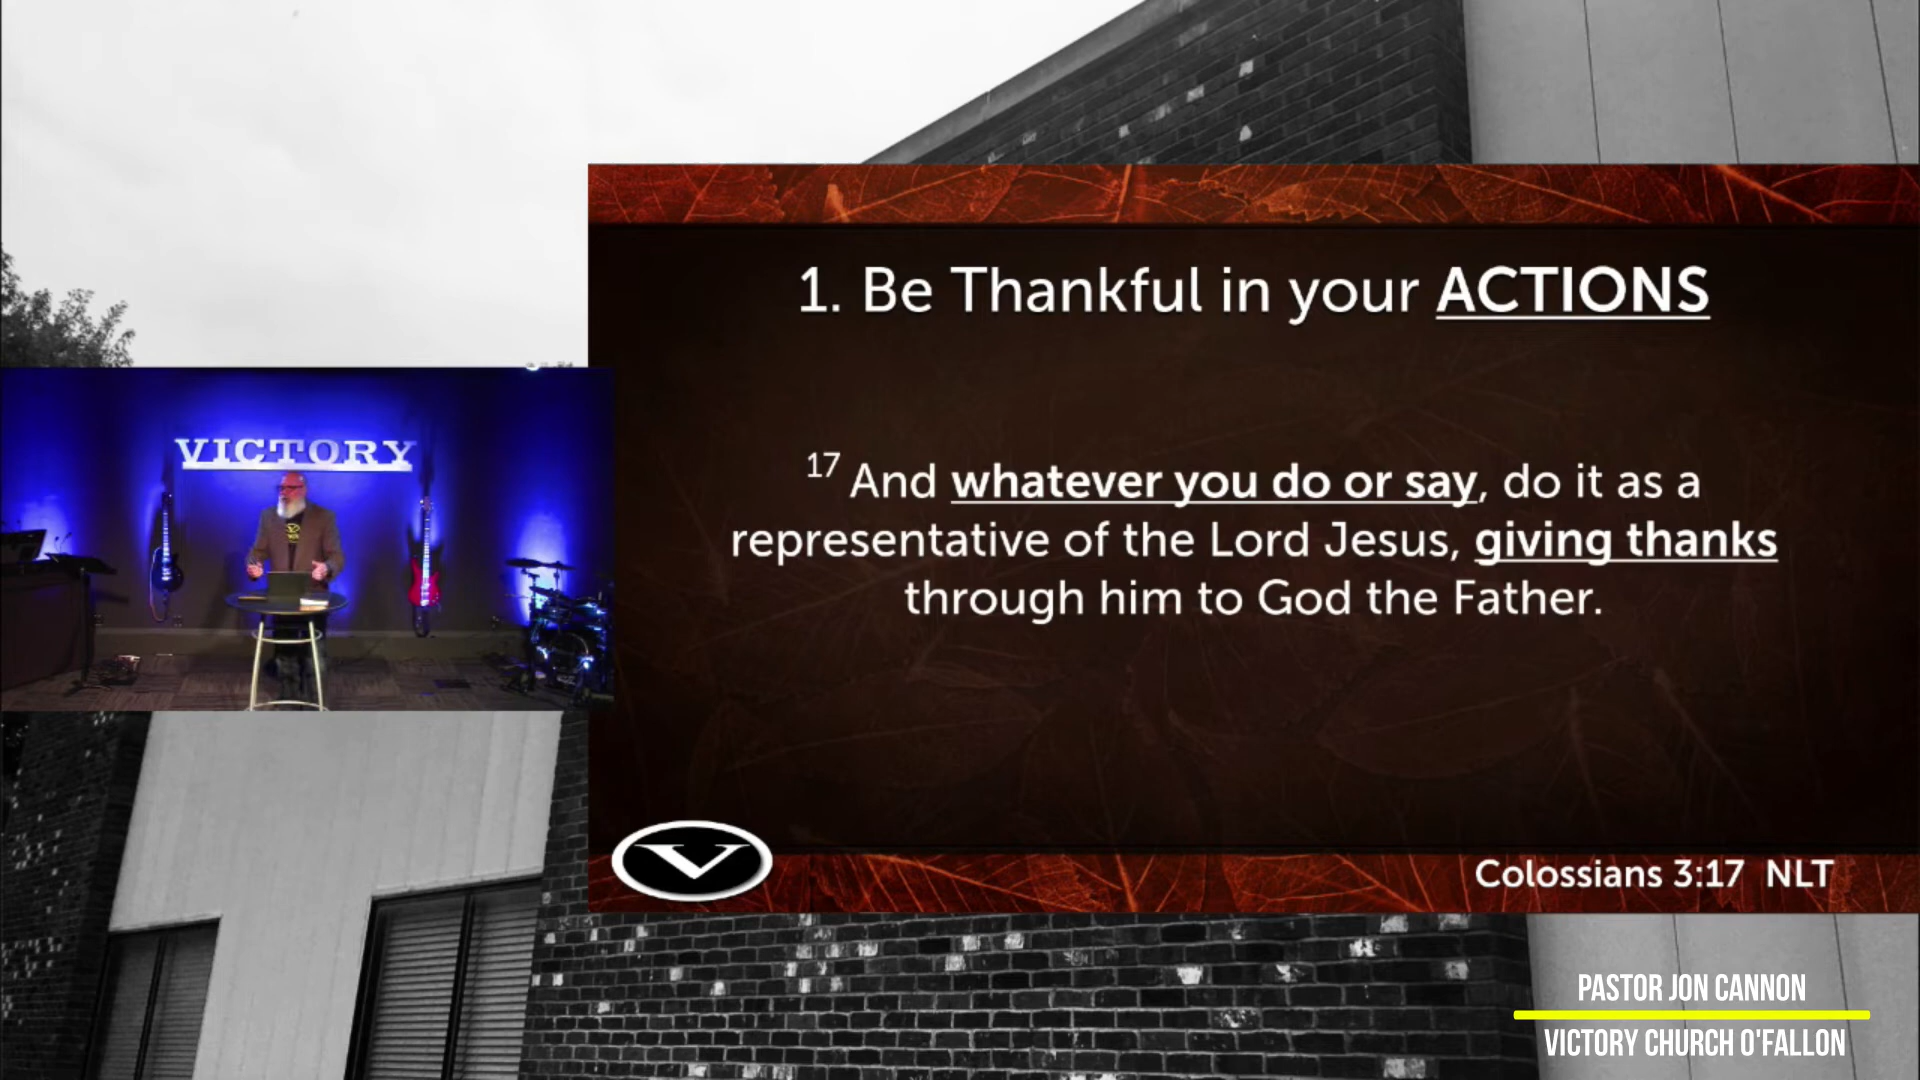 1. Be Thankful in your ACTIONS
VICTORY
17 And whatever you do or say, do it as a
representative of the Lord Jesus, giving thanks
through him to God the Father.
V
Colossians 3:17 NLT
PASTOR JON CANNON
VICTORY CHURCH O'FALLON